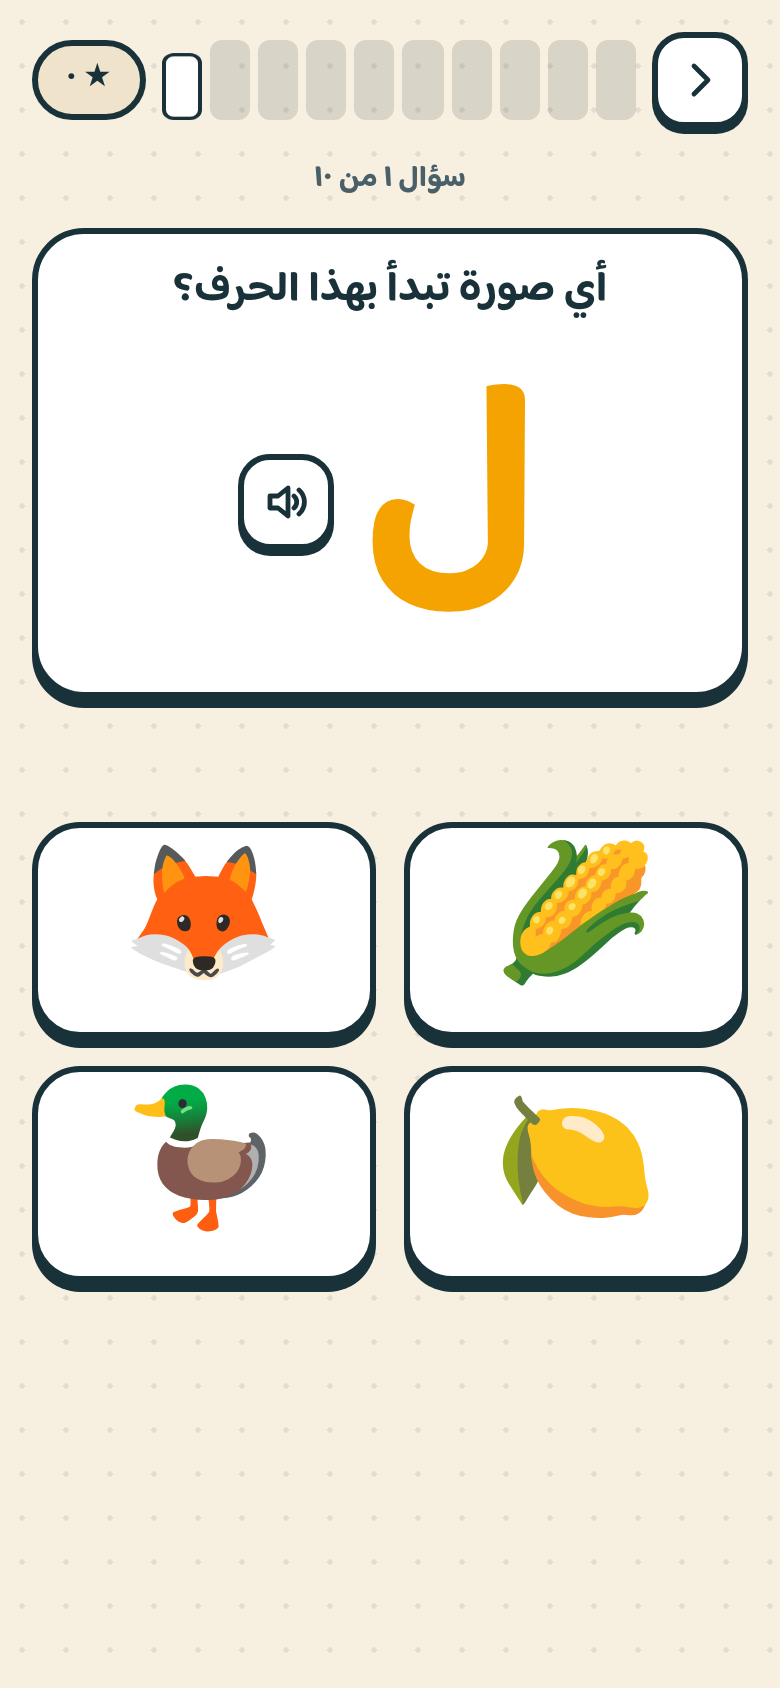 ★ ٠
سؤال ١ من ١٠
أي صورة تبدأ بهذا الحرف؟
ل